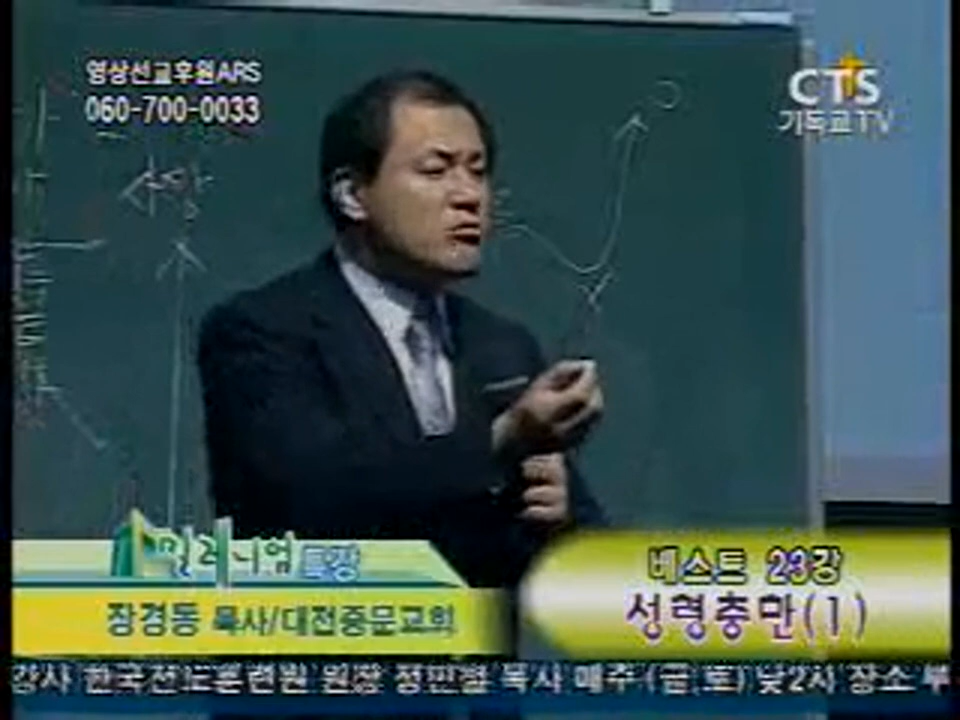 영상선교후원ARS
060-700-0033
CTS
기독교TV
밀레니엄 특강
장경동 목사/대전중문교회
베스트 23강
성령충만(1)
강사 한국전도훈련원 원장 정민영 목사 매주(금,토) 낮2시 장소 부